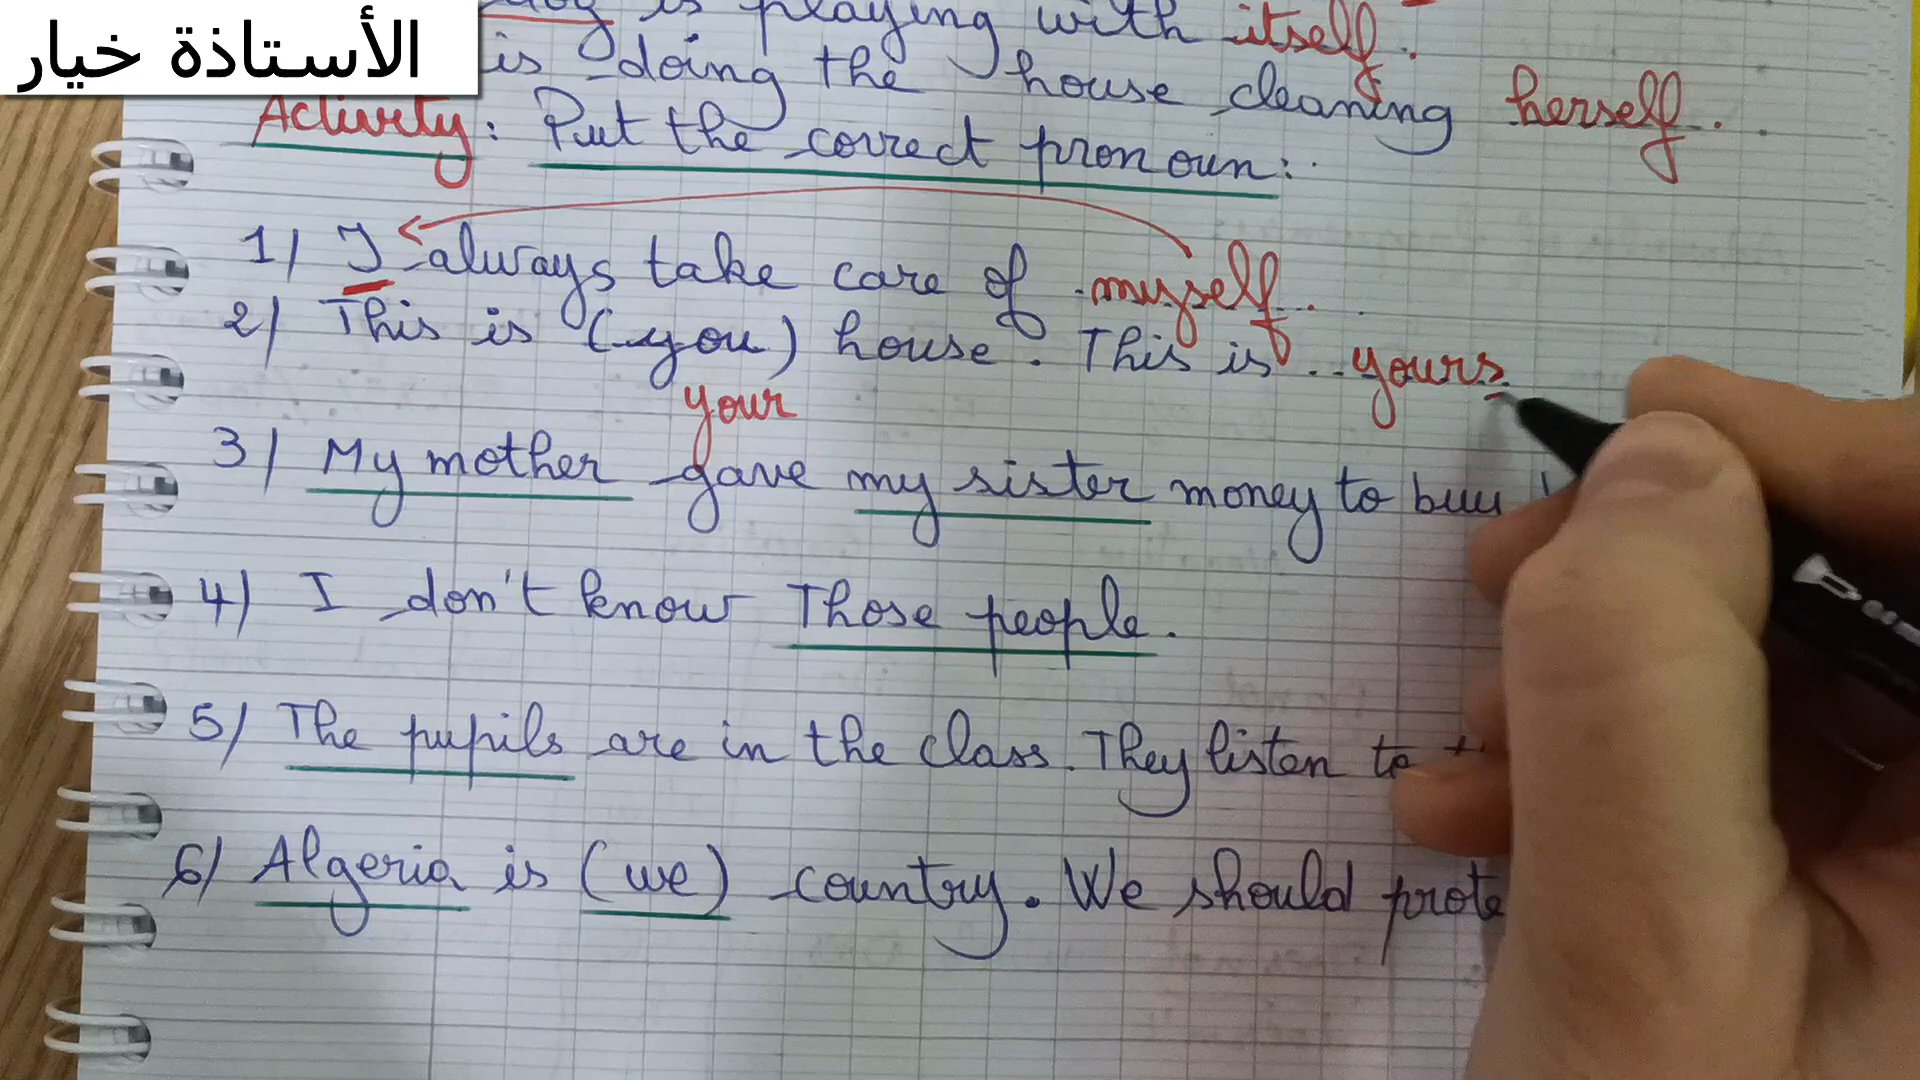 الأستاذة خيار
is playing with itself.
is doing the house cleaning herself.
Activity: Put the correct pronoun:
1) I always take care of myself.
2) This is (you) house. This is .. yours
your
3) My mother gave my sister money to buy
4) I don't know Those people.
5) The pupils are in the class. They listen to
6) Algeria is (we) country. We should